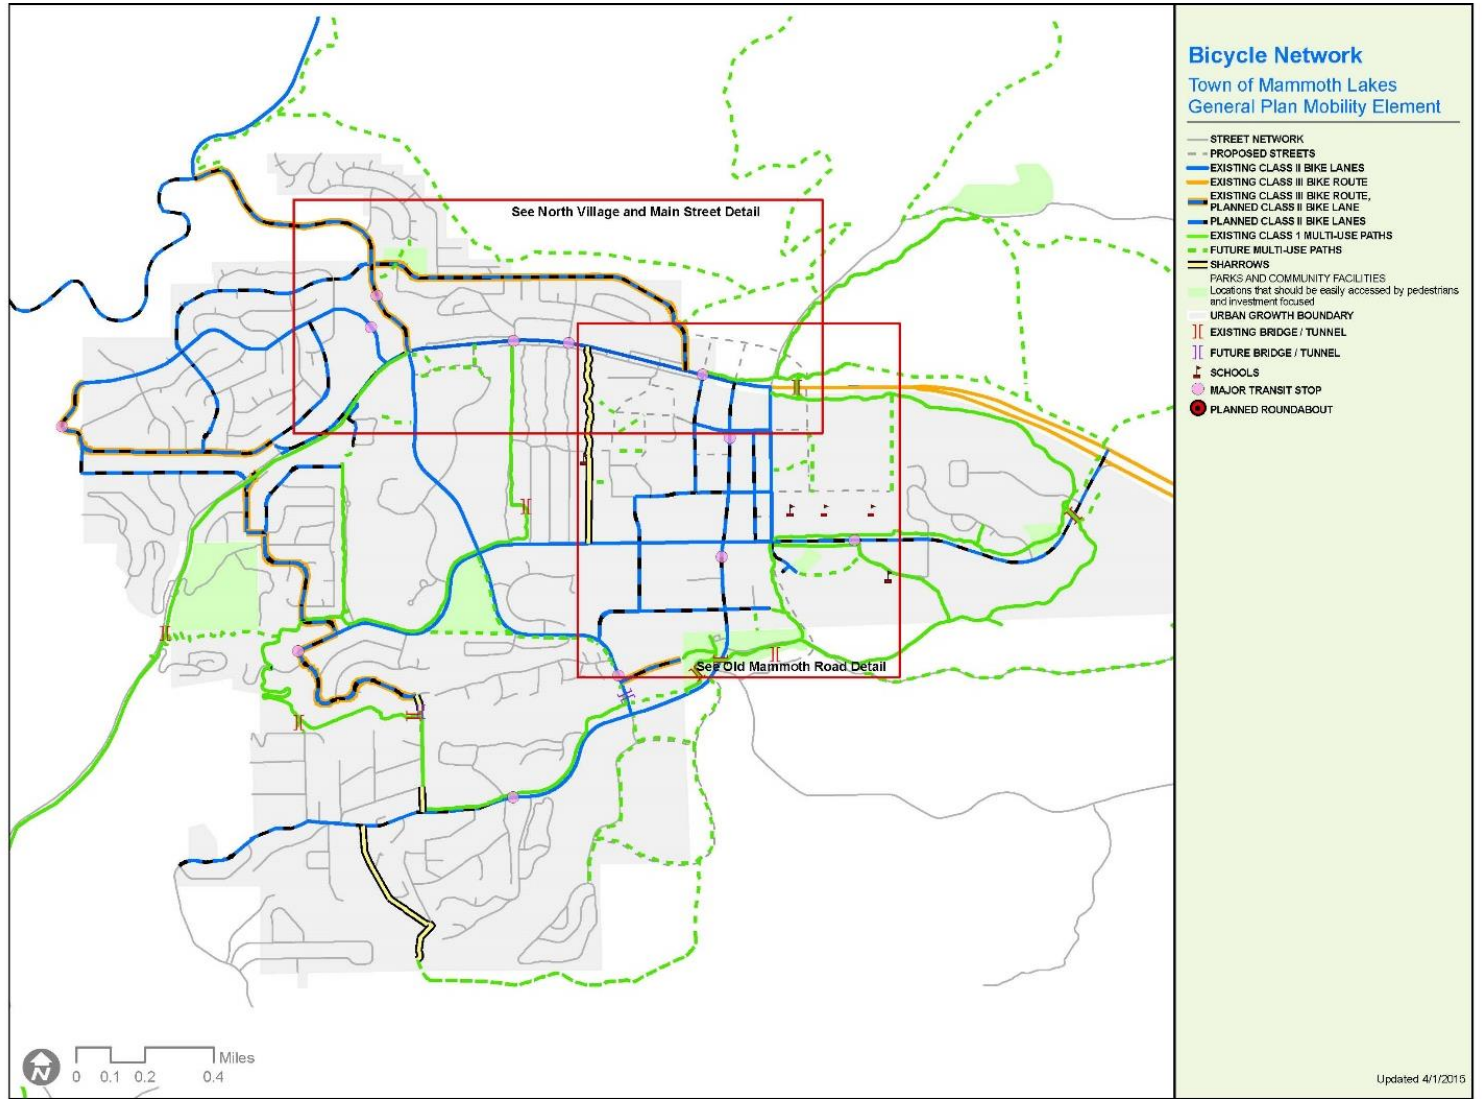 Bicycle Network
Town of Mammoth Lakes
General Plan Mobility Element
STREET NETWORK
PROPOSED STREETS
EXISTING CLASS II BIKE LANES
EXISTING CLASS III BIKE ROUTE
EXISTING CLASS III BIKE ROUTE,
PLANNED CLASS II BIKE LANE
PLANNED CLASS II BIKE LANES
EXISTING CLASS 1 MULTI-USE PATHS
FUTURE MULTI-USE PATHS
SHARROWS
PARKS AND COMMUNITY FACILITIES
Locations that should be easily accessed by pedestrians
and investment focused
URBAN GROWTH BOUNDARY
EXISTING BRIDGE / TUNNEL
FUTURE BRIDGE / TUNNEL
SCHOOLS
MAJOR TRANSIT STOP
PLANNED ROUNDABOUT
See North Village and Main Street Detail
See Old Mammoth Road Detail
N
Miles
0 0.1 0.2 0.4
Updated 4/1/2015